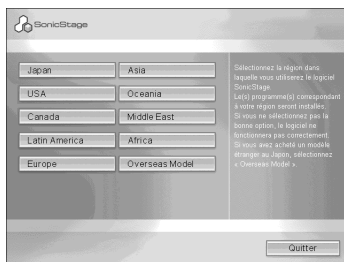 SonicStage
Japan
Asia
USA
Oceania
Canada
Middle East
Latin America
Africa
Europe
Overseas Model
Sélectionnez la région dans
laquelle vous utiliserez le logiciel
SonicStage.
Le(s) programme(s) correspondant
à votre région seront installés.
Si vous ne sélectionnez pas la
bonne option, le logiciel ne
fonctionnera pas correctement.
Si vous avez acheté un modèle
étranger au Japon, sélectionnez
« Overseas Model ».
Quitter